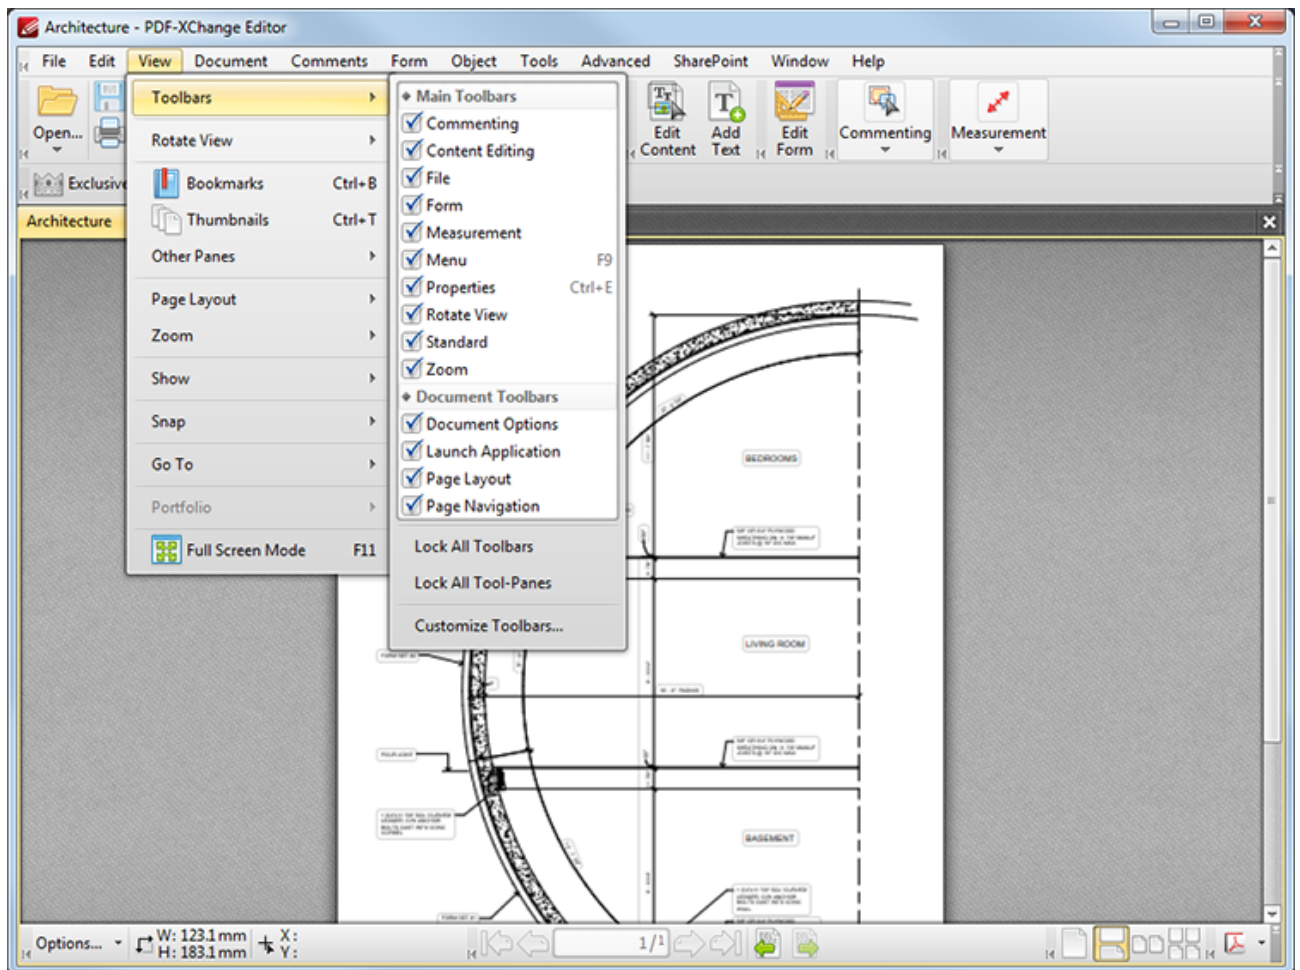 Architecture - PDF-XChange Editor
File Edit View Document Comments Form Object Tools Advanced SharePoint Window Help
Open...
Edit Content
Add Text
Edit Form
Commenting
Measurement
Exclusive
Architecture
Toolbars
Rotate View
Bookmarks Ctrl+B
Thumbnails Ctrl+T
Other Panes
Page Layout
Zoom
Show
Snap
Go To
Portfolio
Full Screen Mode F11
Main Toolbars
Commenting
Content Editing
File
Form
Measurement
Menu F9
Properties Ctrl+E
Rotate View
Standard
Zoom
Document Toolbars
Document Options
Launch Application
Page Layout
Page Navigation
Lock All Toolbars
Lock All Tool-Panes
Customize Toolbars...
BEDROOMS
LIVING ROOM
BASEMENT
Options...
W: 123.1 mm
H: 183.1 mm
X:
Y:
1/1